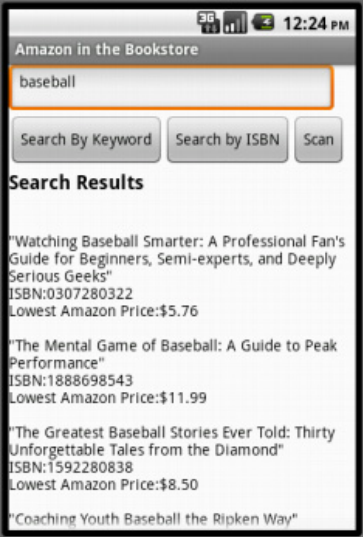 3G 12:24 PM
Amazon in the Bookstore
baseball
Search By Keyword Search by ISBN Scan
Search Results
"Watching Baseball Smarter: A Professional Fan's
Guide for Beginners, Semi-experts, and Deeply
Serious Geeks"
ISBN:0307280322
Lowest Amazon Price:$5.76
"The Mental Game of Baseball: A Guide to Peak
Performance"
ISBN:1888698543
Lowest Amazon Price:$11.99
"The Greatest Baseball Stories Ever Told: Thirty
Unforgettable Tales from the Diamond"
ISBN:1592280838
Lowest Amazon Price:$8.50
"Coaching Youth Baseball the Ripken Way"